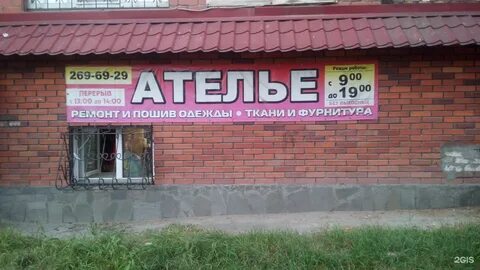 269-69-29
ПЕРЕРЫВ
с 13:00 до 14:00
АТЕЛЬЕ
Режим работы:
с 9 00
до 19 00
БЕЗ ВЫХОДНЫХ
РЕМОНТ И ПОШИВ ОДЕЖДЫ • ТКАНИ И ФУРНИТУРА
2GIS